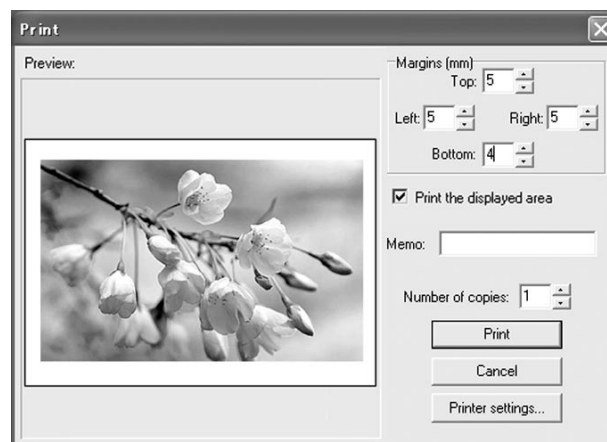 Print
Preview:
Margins (mm)
Top: 5
Left: 5 Right: 5
Bottom: 4
Print the displayed area
Memo:
Number of copies: 1
Print
Cancel
Printer settings...